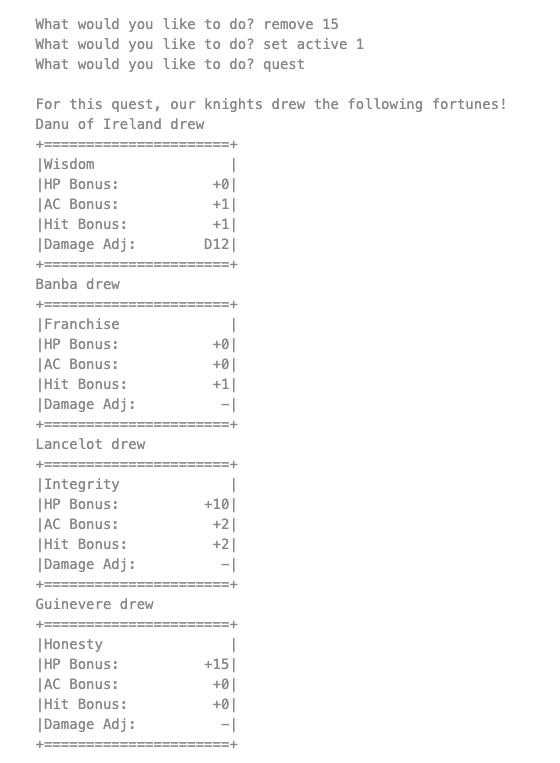 What would you like to do? remove 15
What would you like to do? set active 1
What would you like to do? quest

For this quest, our knights drew the following fortunes!
Danu of Ireland drew
+======================+
|Wisdom                |
|HP Bonus:           +0|
|AC Bonus:           +1|
|Hit Bonus:          +1|
|Damage Adj:        D12|
+======================+
Banba drew
+======================+
|Franchise             |
|HP Bonus:           +0|
|AC Bonus:           +0|
|Hit Bonus:          +1|
|Damage Adj:          -|
+======================+
Lancelot drew
+======================+
|Integrity             |
|HP Bonus:          +10|
|AC Bonus:           +2|
|Hit Bonus:          +2|
|Damage Adj:          -|
+======================+
Guinevere drew
+======================+
|Honesty               |
|HP Bonus:          +15|
|AC Bonus:           +0|
|Hit Bonus:          +0|
|Damage Adj:          -|
+======================+